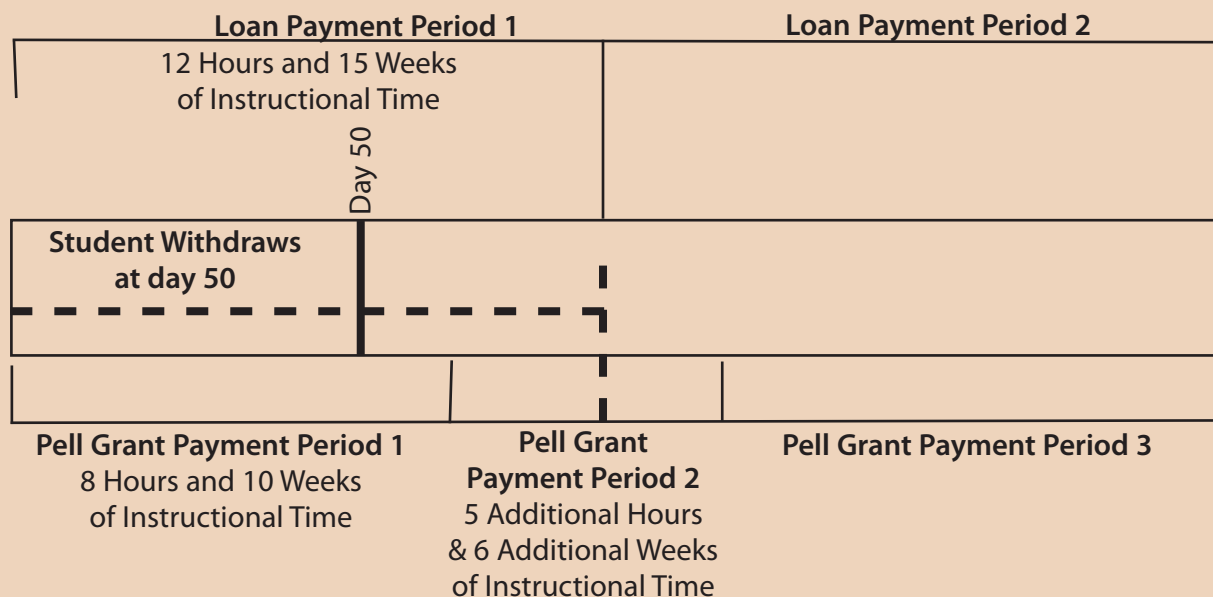 Loan Payment Period 1
Loan Payment Period 2
12 Hours and 15 Weeks
of Instructional Time
Day 50
Student Withdraws
at day 50
Pell Grant Payment Period 1
8 Hours and 10 Weeks
of Instructional Time
Pell Grant
Payment Period 2
5 Additional Hours
& 6 Additional Weeks
of Instructional Time
Pell Grant Payment Period 3